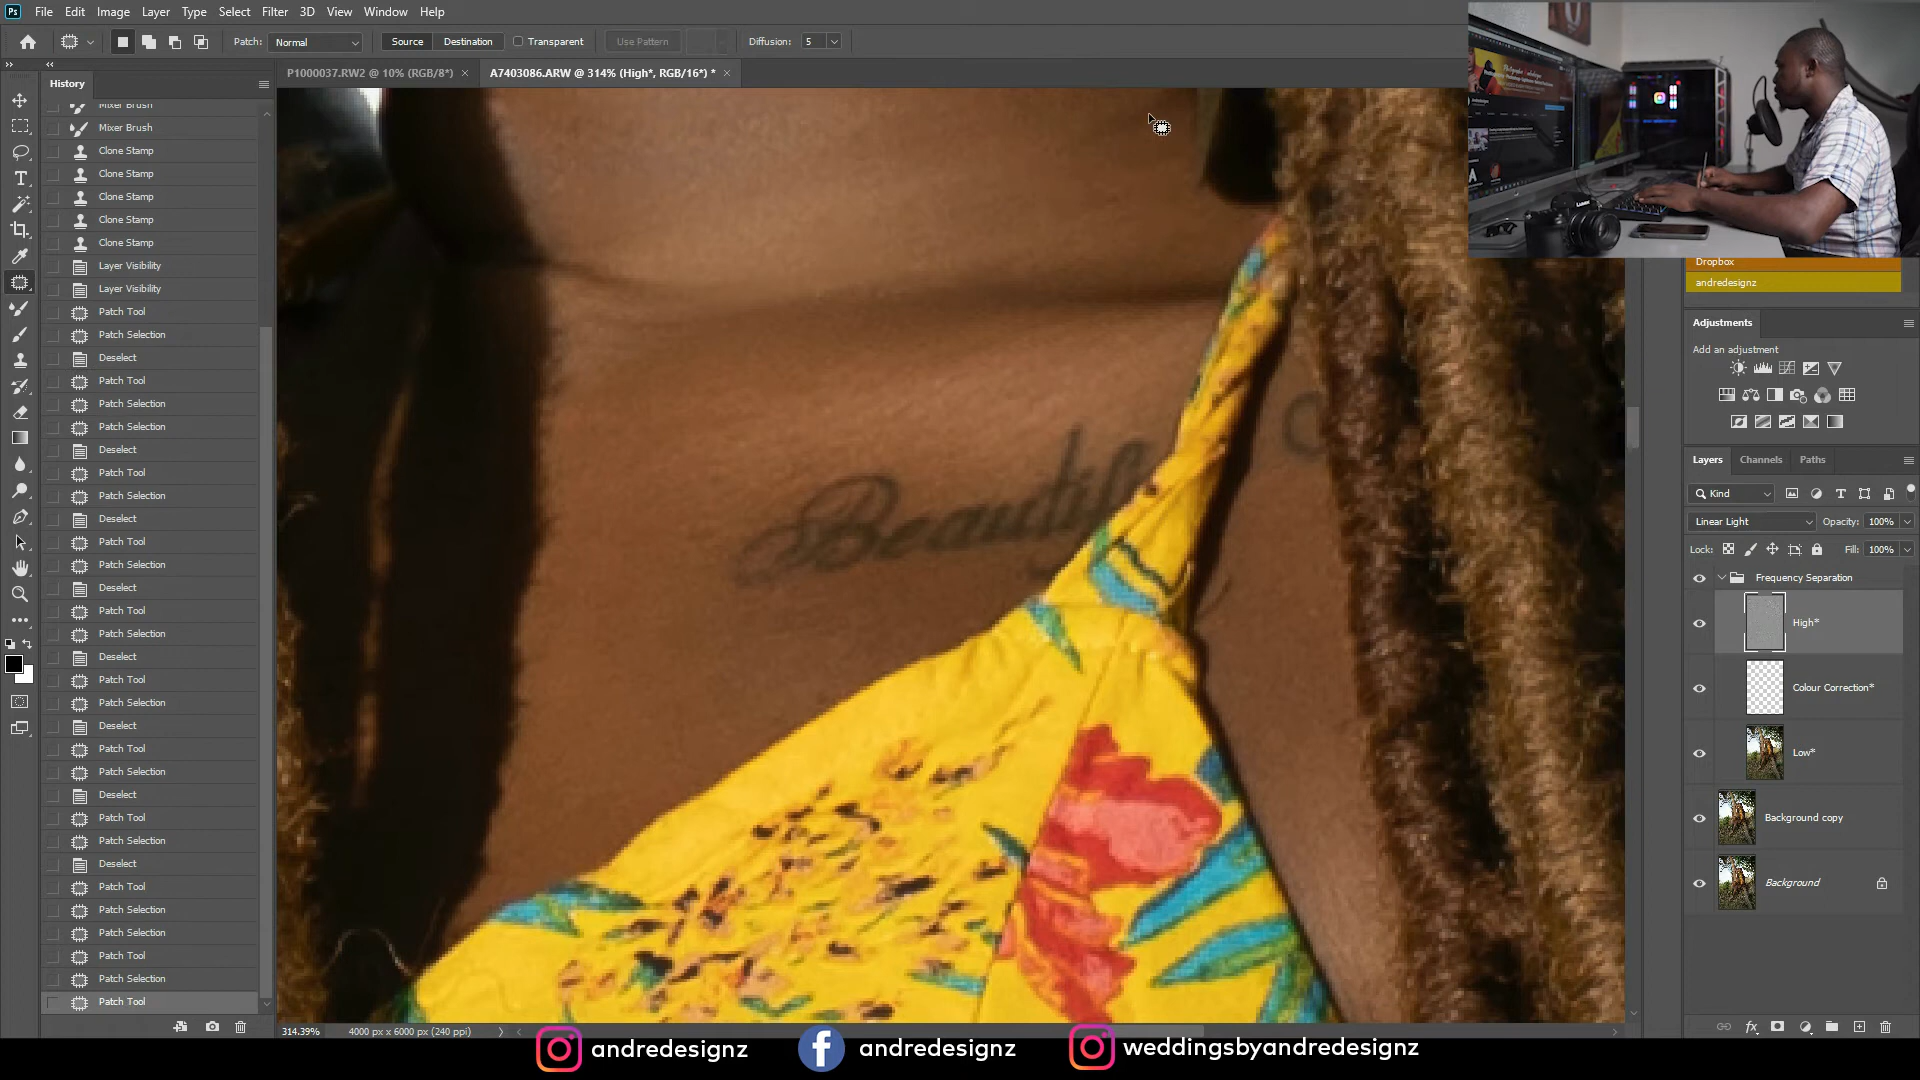 Ps File Edit Image Layer Type Select Filter 3D View Window Help
Patch: Normal Source Destination Transparent Use Pattern Diffusion: 5
History
P1000037.RW2 @ 10% (RGB/8*) × A7403086.ARW @ 314% (High*, RGB/16*) * ×
Mixer Brush
Mixer Brush
Clone Stamp
Clone Stamp
Clone Stamp
Clone Stamp
Clone Stamp
Layer Visibility
Layer Visibility
Patch Tool
Patch Selection
Deselect
Patch Tool
Patch Selection
Patch Selection
Deselect
Patch Tool
Patch Selection
Deselect
Patch Tool
Patch Selection
Deselect
Patch Tool
Patch Selection
Deselect
Patch Tool
Patch Selection
Deselect
Patch Tool
Patch Selection
Deselect
Patch Tool
Patch Selection
Deselect
Patch Tool
Patch Selection
Patch Selection
Patch Tool
Patch Selection
Patch Tool
Dropbox
andredesignz
Adjustments
Add an adjustment
Layers Channels Paths
Kind
Linear Light Opacity: 100%
Lock: Fill: 100%
Frequency Separation
High*
Colour Correction*
Low*
Background copy
Background
314.39% 4000 px x 6000 px (240 ppi)
andredesignz andredesignz weddingsbyandredesignz